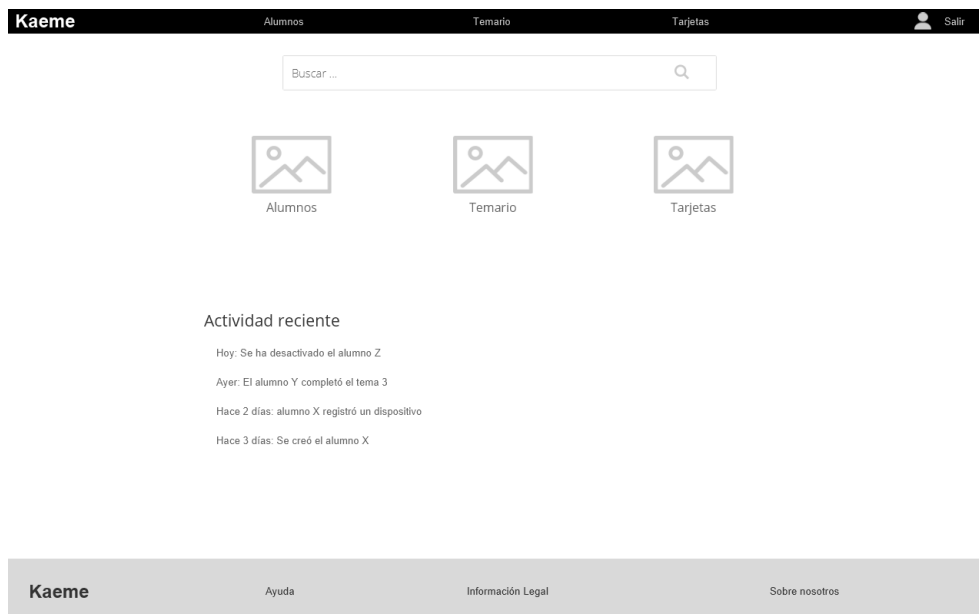 Kaeme Alumnos Temario Tarjetas Salir
Buscar ...
Alumnos Temario Tarjetas
Actividad reciente
Hoy: Se ha desactivado el alumno Z
Ayer: El alumno Y completó el tema 3
Hace 2 días: alumno X registró un dispositivo
Hace 3 días: Se creó el alumno X
Kaeme Ayuda Información Legal Sobre nosotros